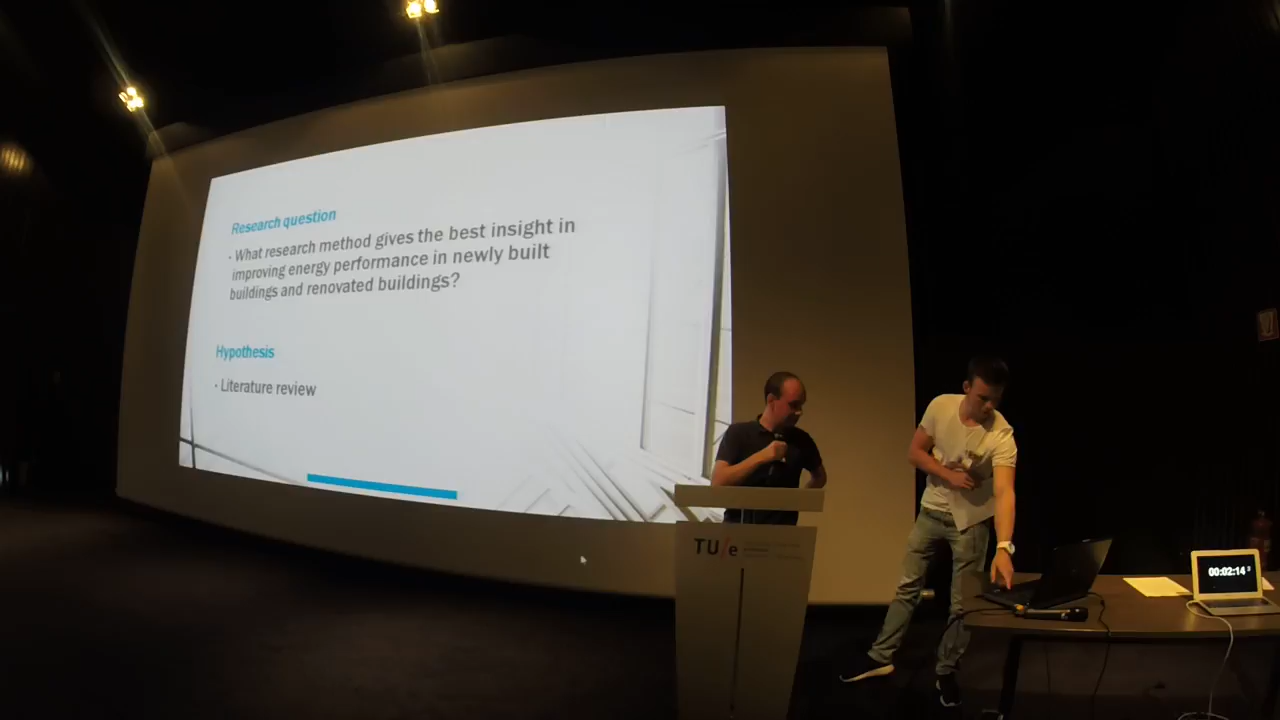 Research question
· What research method gives the best insight in
improving energy performance in newly built
buildings and renovated buildings?
Hypothesis
· Literature review
TU/e
00:02:14